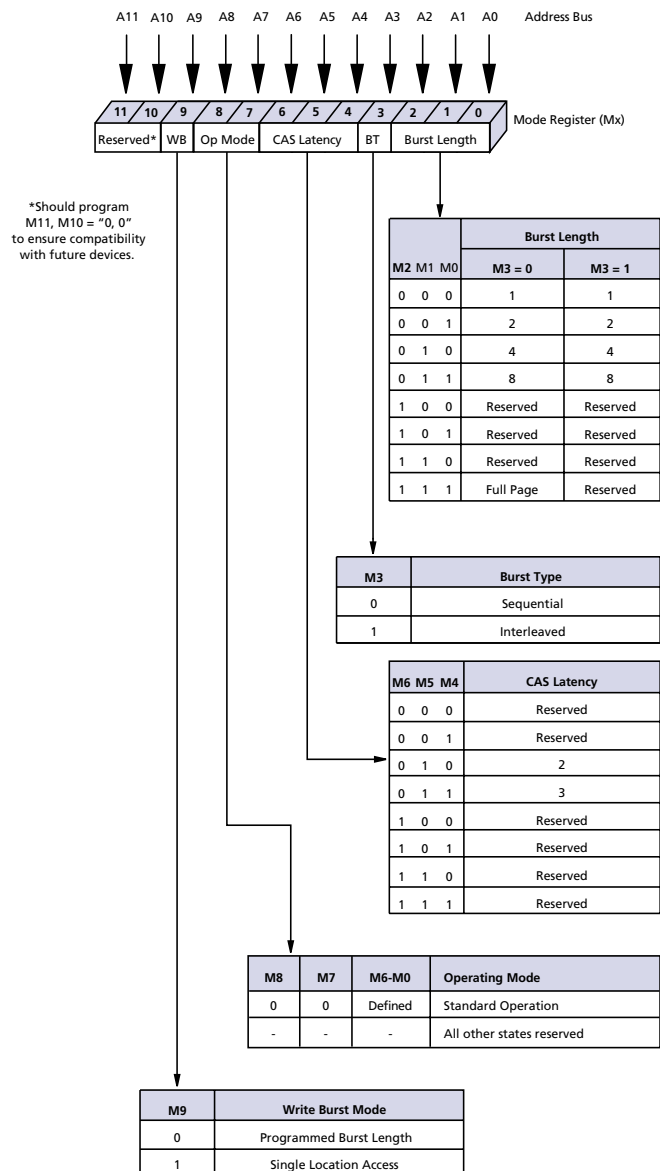 A11 A10 A9 A8 A7 A6 A5 A4 A3 A2 A1 A0 Address Bus
11 10 9 8 7 6 5 4 3 2 1 0
Mode Register (Mx)
Reserved* WB Op Mode CAS Latency BT Burst Length
*Should program
M11, M10 = “0, 0”
to ensure compatibility
with future devices.
Burst Length
M2 M1 M0 M3 = 0 M3 = 1
0 0 0 1 1
0 0 1 2 2
0 1 0 4 4
0 1 1 8 8
1 0 0 Reserved Reserved
1 0 1 Reserved Reserved
1 1 0 Reserved Reserved
1 1 1 Full Page Reserved
M3 Burst Type
0 Sequential
1 Interleaved
M6 M5 M4 CAS Latency
0 0 0 Reserved
0 0 1 Reserved
0 1 0 2
0 1 1 3
1 0 0 Reserved
1 0 1 Reserved
1 1 0 Reserved
1 1 1 Reserved
M8 M7 M6-M0 Operating Mode
0 0 Defined Standard Operation
- - - All other states reserved
M9 Write Burst Mode
0 Programmed Burst Length
1 Single Location Access